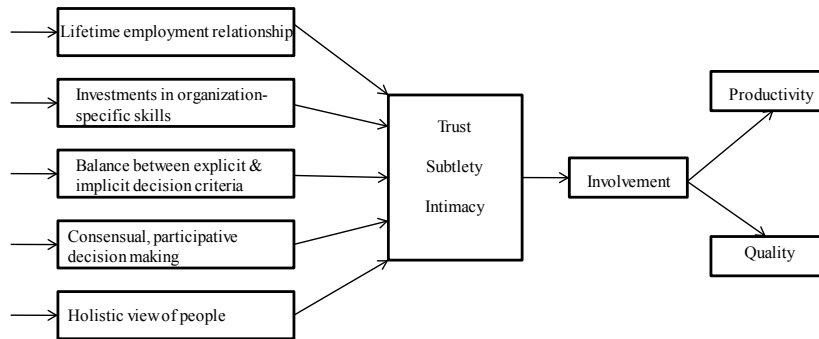 Lifetime employment relationship
Investments in organization-
specific skills
Balance between explicit &
implicit decision criteria
Consensual, participative
decision making
Holistic view of people
Trust
Subtlety
Intimacy
Involvement
Productivity
Quality